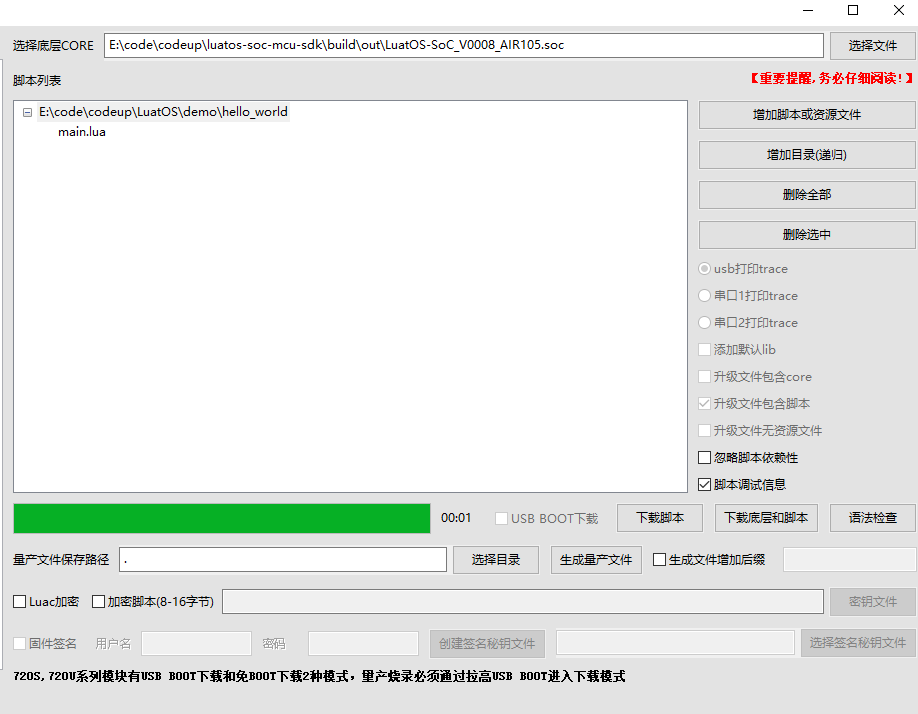 选择底层CORE E:\code\codeup\luatos-soc-mcu-sdk\build\out\LuatOS-SoC_V0008_AIR105.soc 选择文件
脚本列表 【重要提醒,务必仔细阅读!】
E:\code\codeup\LuatOS\demo\hello_world
main.lua
增加脚本或资源文件
增加目录(递归)
删除全部
删除选中
usb打印trace
串口1打印trace
串口2打印trace
添加默认lib
升级文件包含core
升级文件包含脚本
升级文件无资源文件
忽略脚本依赖性
脚本调试信息
00:01 USB BOOT下载 下载脚本 下载底层和脚本 语法检查
量产文件保存路径 . 选择目录 生成量产文件 生成文件增加后缀
Luac加密 加密脚本(8-16字节) 密钥文件
固件签名 用户名 密码 创建签名秘钥文件 选择签名秘钥文件
720S,720U系列模块有USB BOOT下载和免BOOT下载2种模式，量产烧录必须通过拉高USB BOOT进入下载模式